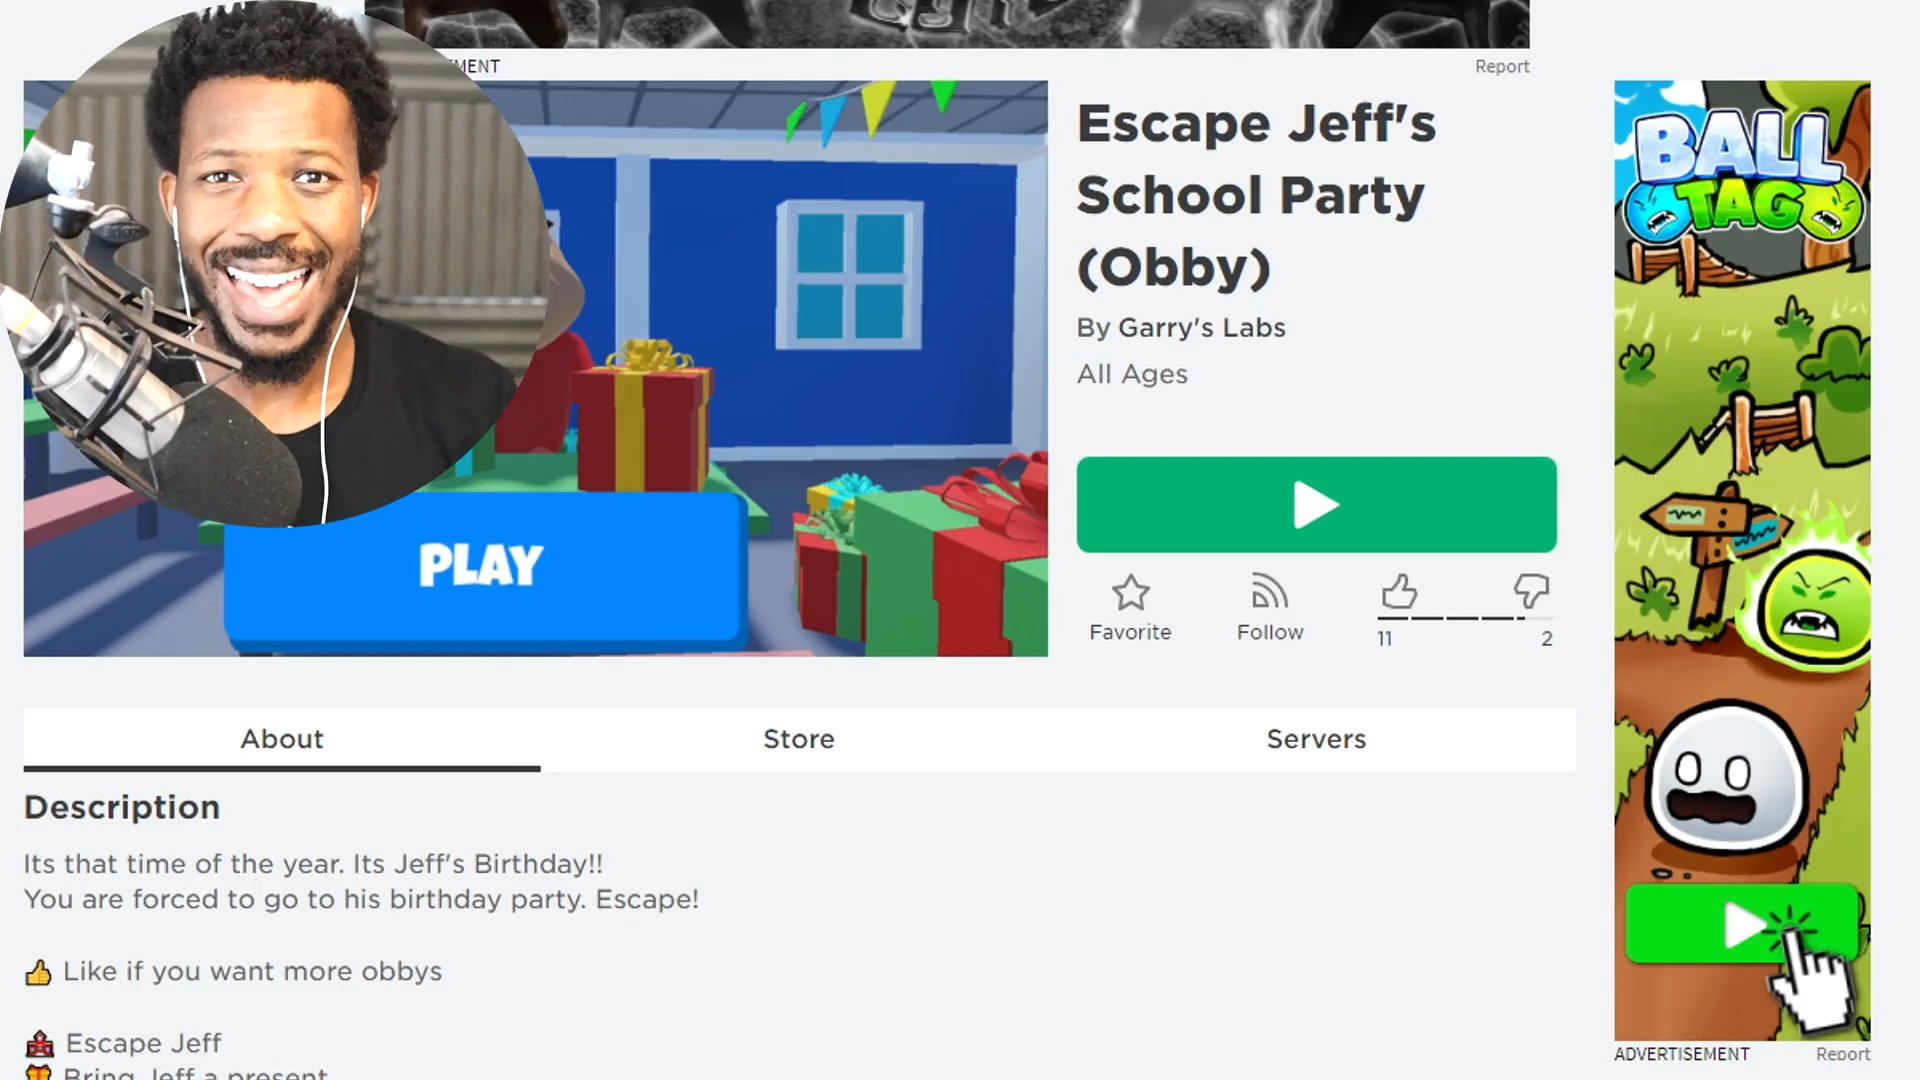 Report
Escape Jeff's
School Party
(Obby)
By Garry's Labs
All Ages
PLAY
Favorite
Follow
11
2
About
Store
Servers
Description
Its that time of the year. Its Jeff's Birthday!!
You are forced to go to his birthday party. Escape!
👍 Like if you want more obbys
🏫 Escape Jeff
🎁 Bring Jeff a present
BALL
TAG
ADVERTISEMENT
Report